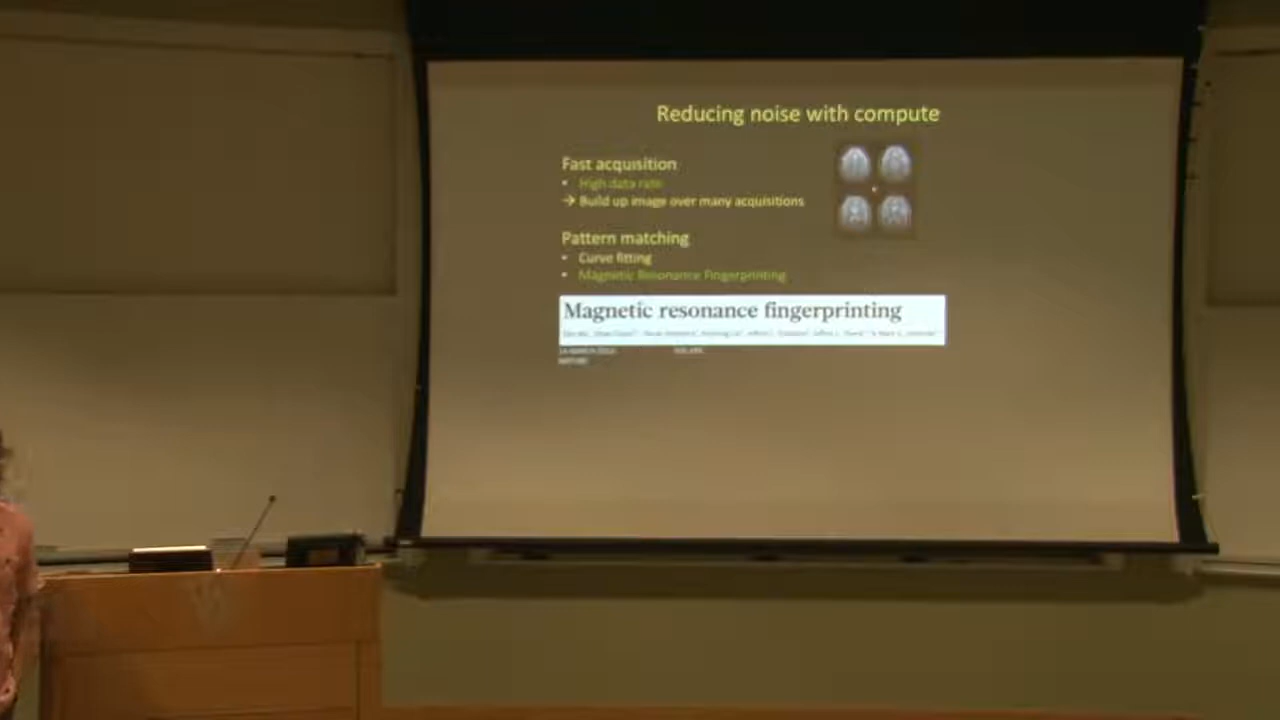 Reducing noise with compute
Fast acquisition
• High data rate
→ Build up image over many acquisitions
Pattern matching
• Curve fitting
• Magnetic Resonance Fingerprinting
Magnetic resonance fingerprinting
NATURE